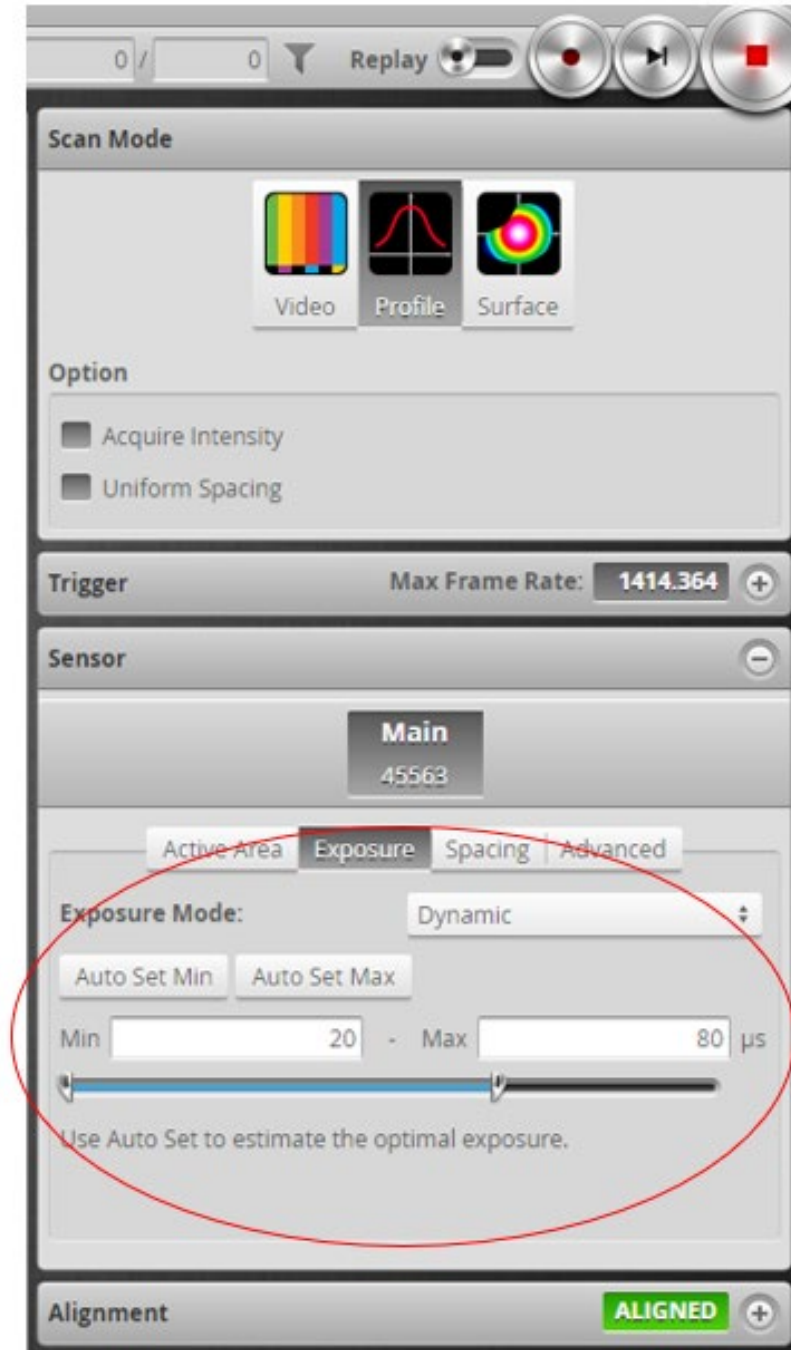 0 / 0 Replay
Scan Mode
Video Profile Surface
Option
Acquire Intensity
Uniform Spacing
Trigger Max Frame Rate: 1414.364
Sensor
Main
45563
Active Area Exposure Spacing Advanced
Exposure Mode: Dynamic
Auto Set Min Auto Set Max
Min 20 - Max 80 µs
Use Auto Set to estimate the optimal exposure.
Alignment ALIGNED